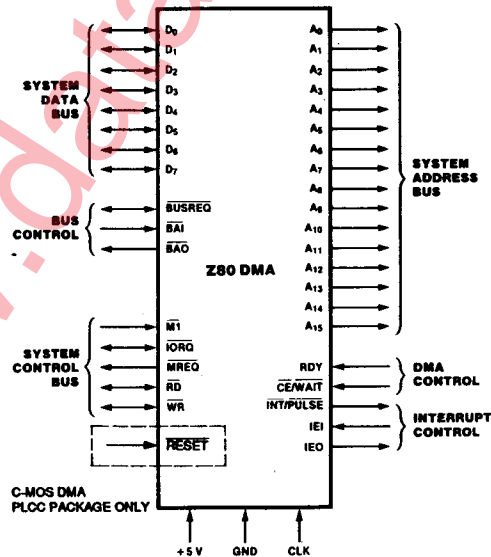 SYSTEM
DATA
BUS
D0
D1
D2
D3
D4
D5
D6
D7
BUS
CONTROL
BUSREQ
BAI
BAO
SYSTEM
CONTROL
BUS
M1
IORQ
MREQ
RD
WR
RESET
C-MOS DMA
PLCC PACKAGE ONLY
Z80 DMA
A0
A1
A2
A3
A4
A5
A6
A7
A8
A9
A10
A11
A12
A13
A14
A15
SYSTEM
ADDRESS
BUS
RDY
CE/WAIT
DMA
CONTROL
INT/PULSE
IEI
IEO
INTERRUPT
CONTROL
+5 V
GND
CLK